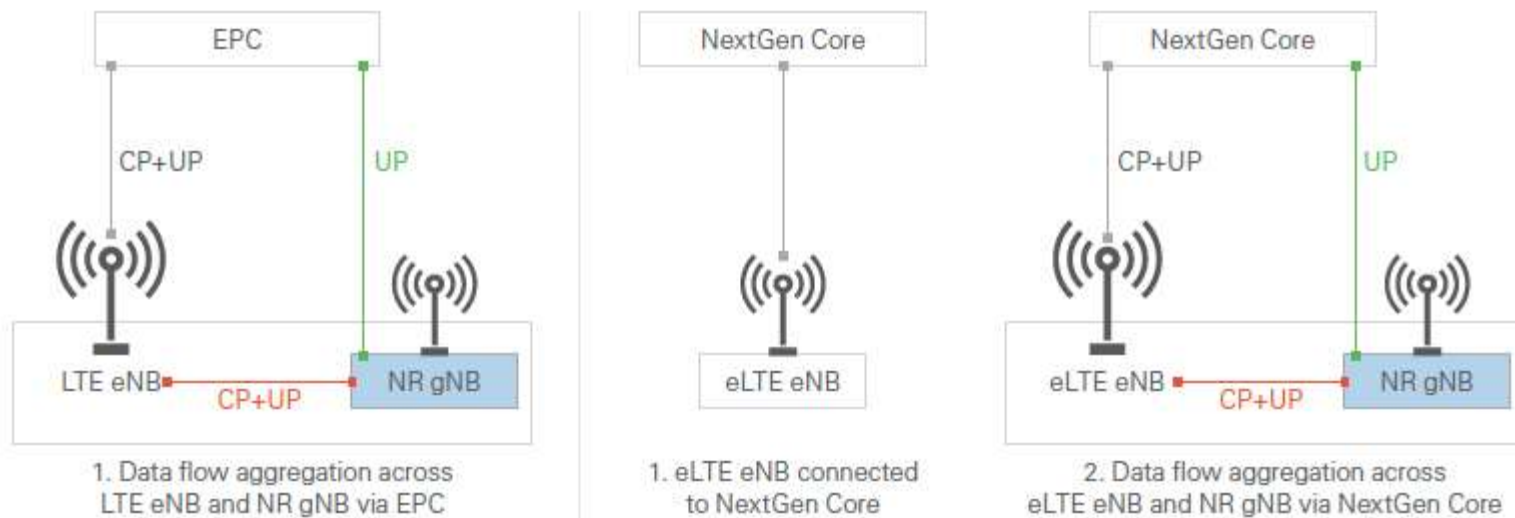 EPC
CP+UP
UP
LTE eNB
CP+UP
NR gNB
1. Data flow aggregation across
LTE eNB and NR gNB via EPC
NextGen Core
eLTE eNB
1. eLTE eNB connected
to NextGen Core
NextGen Core
CP+UP
UP
eLTE eNB
CP+UP
NR gNB
2. Data flow aggregation across
eLTE eNB and NR gNB via NextGen Core